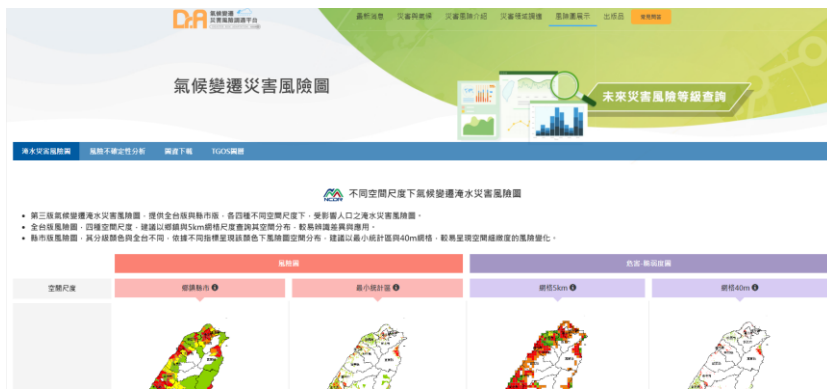 Dr.A 氣候變遷
災害風險調適平台
最新消息 災害與氣候 災害風險介紹 災害領域調適 風險圖展示 出版品
氣候變遷災害風險圖
未來災害風險等級查詢
淹水災害風險圖 風險不確定性分析 圖資下載 TGOS圖層
NCDR 不同空間尺度下氣候變遷淹水災害風險圖
• 第三版氣候變遷淹水災害風險圖，提供全台版與縣市版，各四種不同空間尺度下，受影響人口之淹水災害風險圖。
• 全台版風險圖，四種空間尺度，建議以鄉鎮與5km網格尺度查詢其空間分布，較易辨識差異與應用。
• 縣市版風險圖，其分級顏色與全台不同，依據不同指標呈現該顏色下風險圖空間分布，建議以最小統計區與40m網格，較易呈現空間細緻度的風險變化。
風險圖 危害-脆弱度圖
空間尺度 鄉鎮縣市 最小統計區 網格5km 網格40m